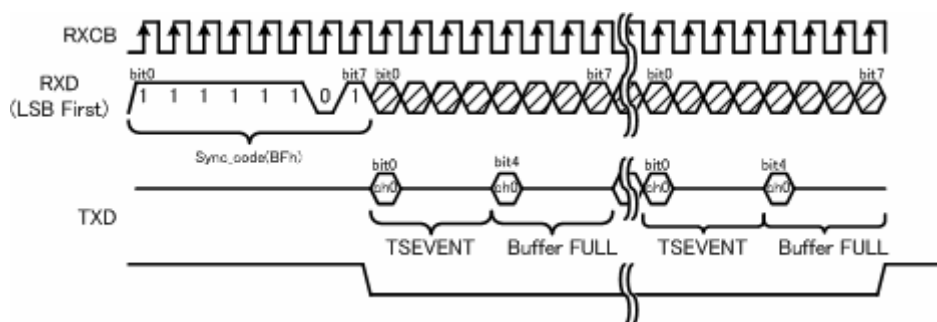 RXCB
bit0 bit7 bit0 bit7 bit0 bit7
RXD 1 1 1 1 1 1 0 1
(LSB First)
Sync_code(BFh)
bit0 bit4 bit0 bit4
ch0 ch0 ch0 ch0
TXD
TSEVENT Buffer FULL TSEVENT Buffer FULL